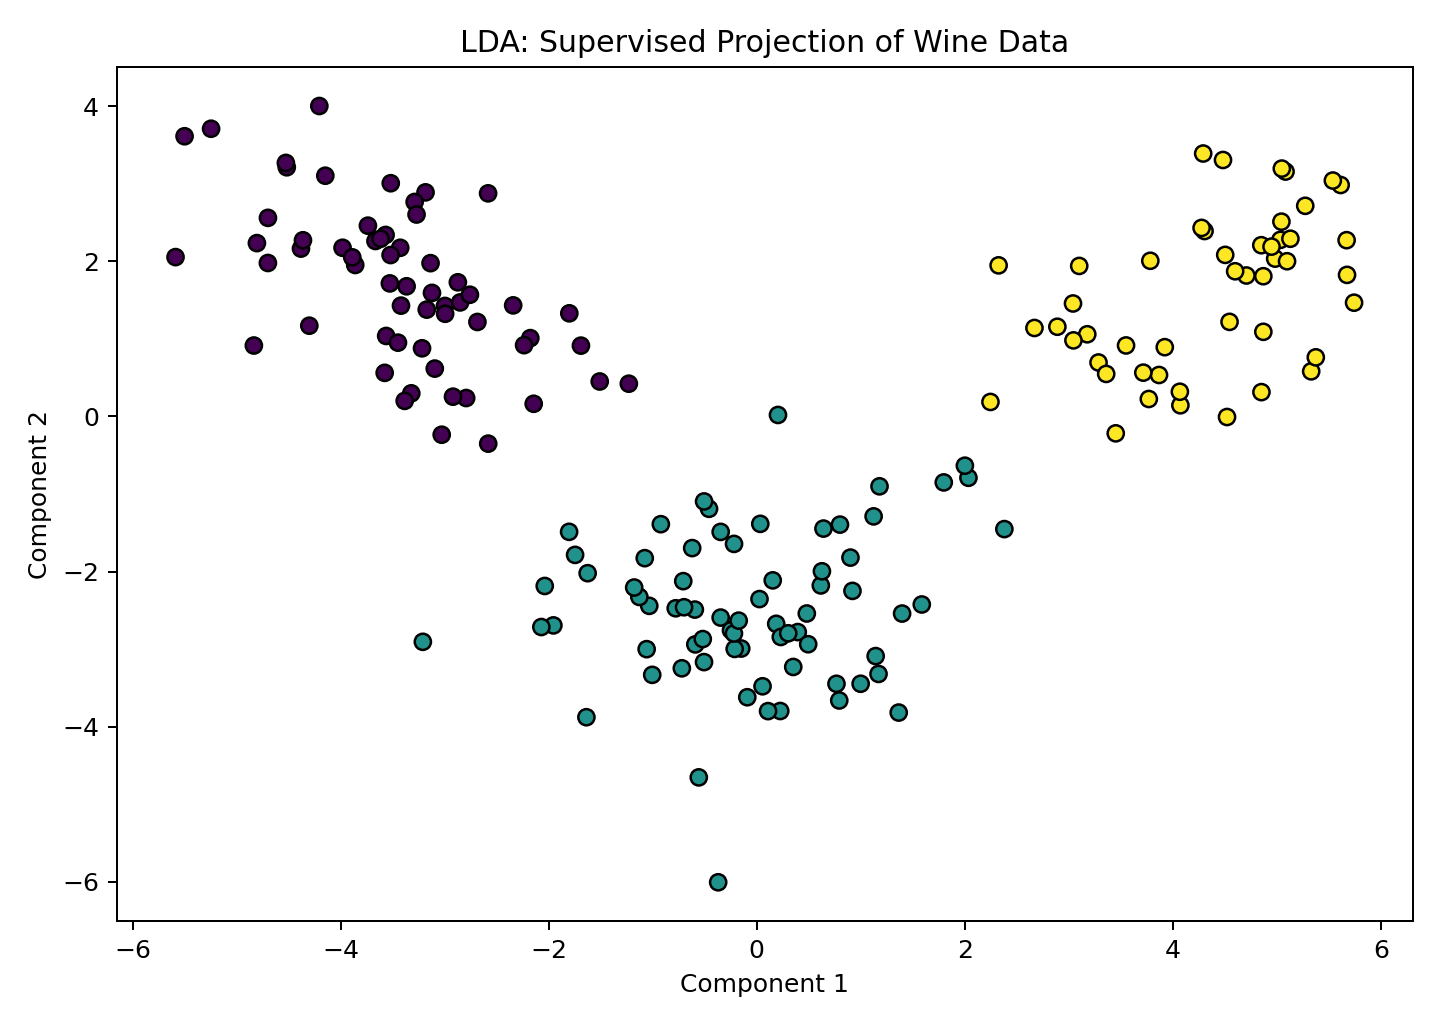 LDA: Supervised Projection of Wine Data
4
2
0
−2
−4
−6
Component 2
−6 −4 −2 0 2 4 6
Component 1